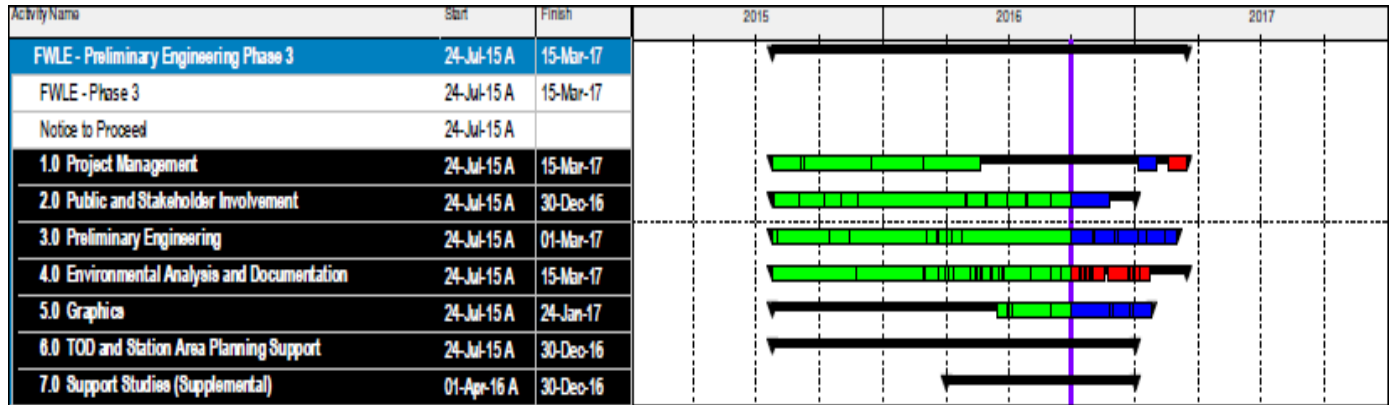 Activity Name Start Finish 2015 2016 2017
FWLE - Preliminary Engineering Phase 3 24-Jul-15 A 15-Mar-17
FWLE - Phase 3 24-Jul-15 A 15-Mar-17
Notice to Proceed 24-Jul-15 A
1.0 Project Management 24-Jul-15 A 15-Mar-17
2.0 Public and Stakeholder Involvement 24-Jul-15 A 30-Dec-16
3.0 Preliminary Engineering 24-Jul-15 A 01-Mar-17
4.0 Environmental Analysis and Documentation 24-Jul-15 A 15-Mar-17
5.0 Graphics 24-Jul-15 A 24-Jan-17
6.0 TOD and Station Area Planning Support 24-Jul-15 A 30-Dec-16
7.0 Support Studies (Supplemental) 01-Apr-16 A 30-Dec-16